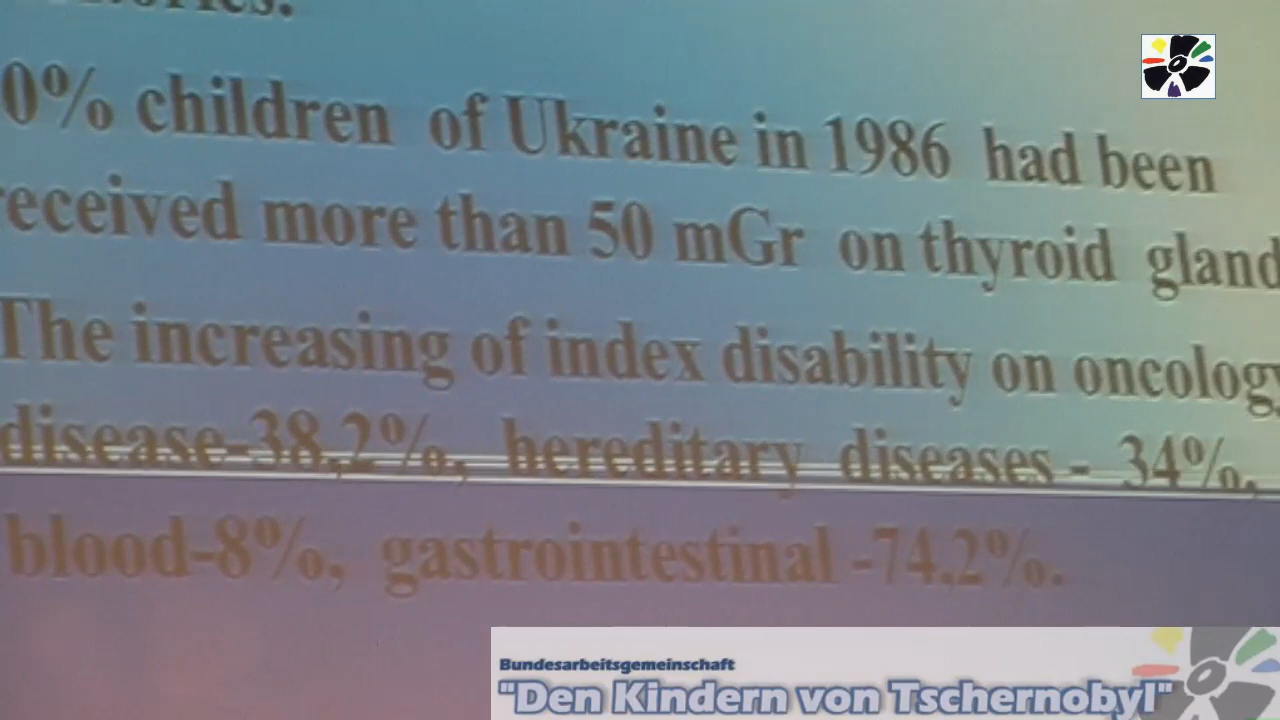 0% children of Ukraine in 1986 had been
received more than 50 mGr on thyroid gland
The increasing of index disability on oncology
disease-38,2%, hereditary diseases - 34%,
blood-8%, gastrointestinal -74,2%.
Bundesarbeitsgemeinschaft
"Den Kindern von Tschernobyl"